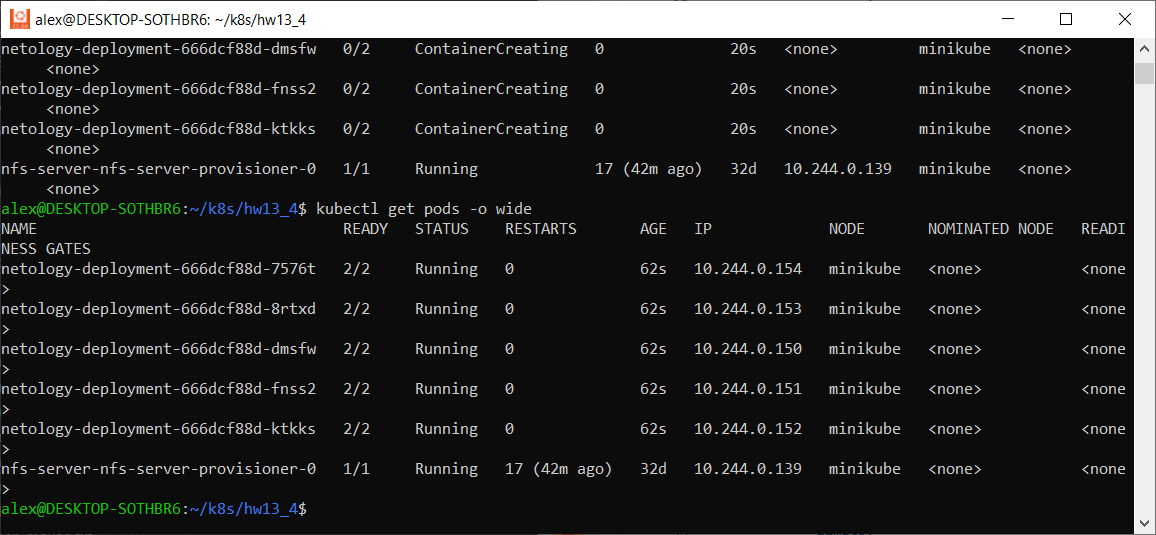 alex@DESKTOP-SOTHBR6: ~/k8s/hw13_4
netology-deployment-666dcf88d-dmsfw   0/2     ContainerCreating   0              20s   <none>         minikube   <none>
     <none>
netology-deployment-666dcf88d-fnss2   0/2     ContainerCreating   0              20s   <none>         minikube   <none>
     <none>
netology-deployment-666dcf88d-ktkks   0/2     ContainerCreating   0              20s   <none>         minikube   <none>
     <none>
nfs-server-nfs-server-provisioner-0   1/1     Running             17 (42m ago)   32d   10.244.0.139   minikube   <none>
     <none>
alex@DESKTOP-SOTHBR6:~/k8s/hw13_4$ kubectl get pods -o wide
NAME                                  READY   STATUS    RESTARTS       AGE   IP             NODE       NOMINATED NODE   READI
NESS GATES
netology-deployment-666dcf88d-7576t   2/2     Running   0              62s   10.244.0.154   minikube   <none>           <none
>
netology-deployment-666dcf88d-8rtxd   2/2     Running   0              62s   10.244.0.153   minikube   <none>           <none
>
netology-deployment-666dcf88d-dmsfw   2/2     Running   0              62s   10.244.0.150   minikube   <none>           <none
>
netology-deployment-666dcf88d-fnss2   2/2     Running   0              62s   10.244.0.151   minikube   <none>           <none
>
netology-deployment-666dcf88d-ktkks   2/2     Running   0              62s   10.244.0.152   minikube   <none>           <none
>
nfs-server-nfs-server-provisioner-0   1/1     Running   17 (42m ago)   32d   10.244.0.139   minikube   <none>           <none
>
alex@DESKTOP-SOTHBR6:~/k8s/hw13_4$